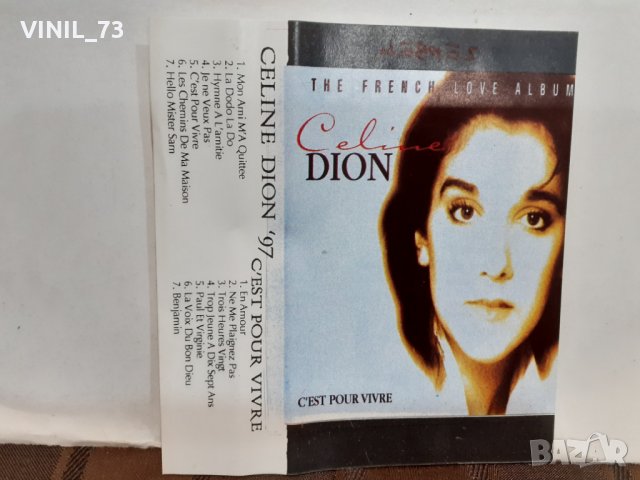 VINIL_73
THE FRENCH LOVE ALBUM
Celine
DION
C'EST POUR VIVRE
CELINE DION '97 C'EST POUR VIVRE
1. Mon Ami M'A Quittee
2. La Dodo La Do
3. Hymne A L'amitie
4. Je ne Veux Pas
5. C'est Pour Vivre
6. Les Chemins De Ma Maison
7. Hello Mister Sam
1. En Amour
2. Ne Me Plaignez Pas
3. Trois Heures Vingt
4. Trop Jeune A Dix Sept Ans
5. Paul Et Virginie
6. La Voix Du Bon Dieu
7. Benjamin
BAZAR